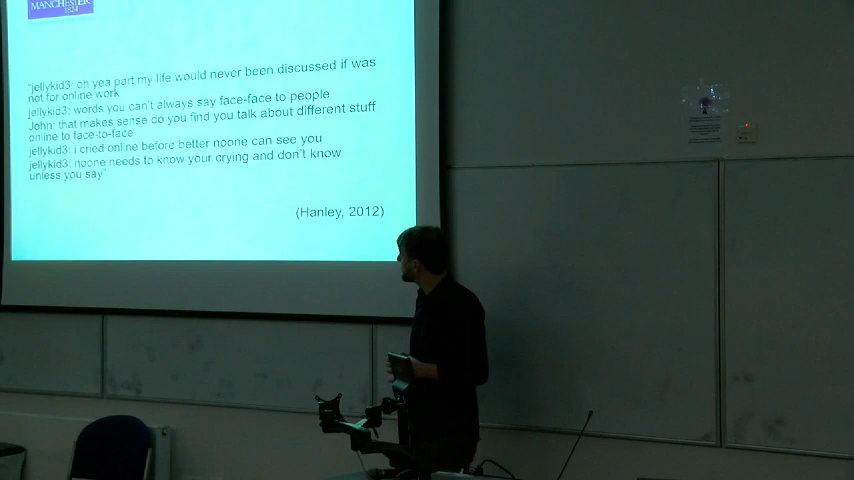 MANCHESTER
1824
"jellykid3: oh yea part my life would never been discussed if was
not for online work
jellykid3: words you can't always say face-face to people
John: that makes sense do you find you talk about different stuff
online to face-to-face
jellykid3: i cried online before better noone can see you
jellykid3: noone needs to know your crying and don't know
unless you say"
(Hanley, 2012)